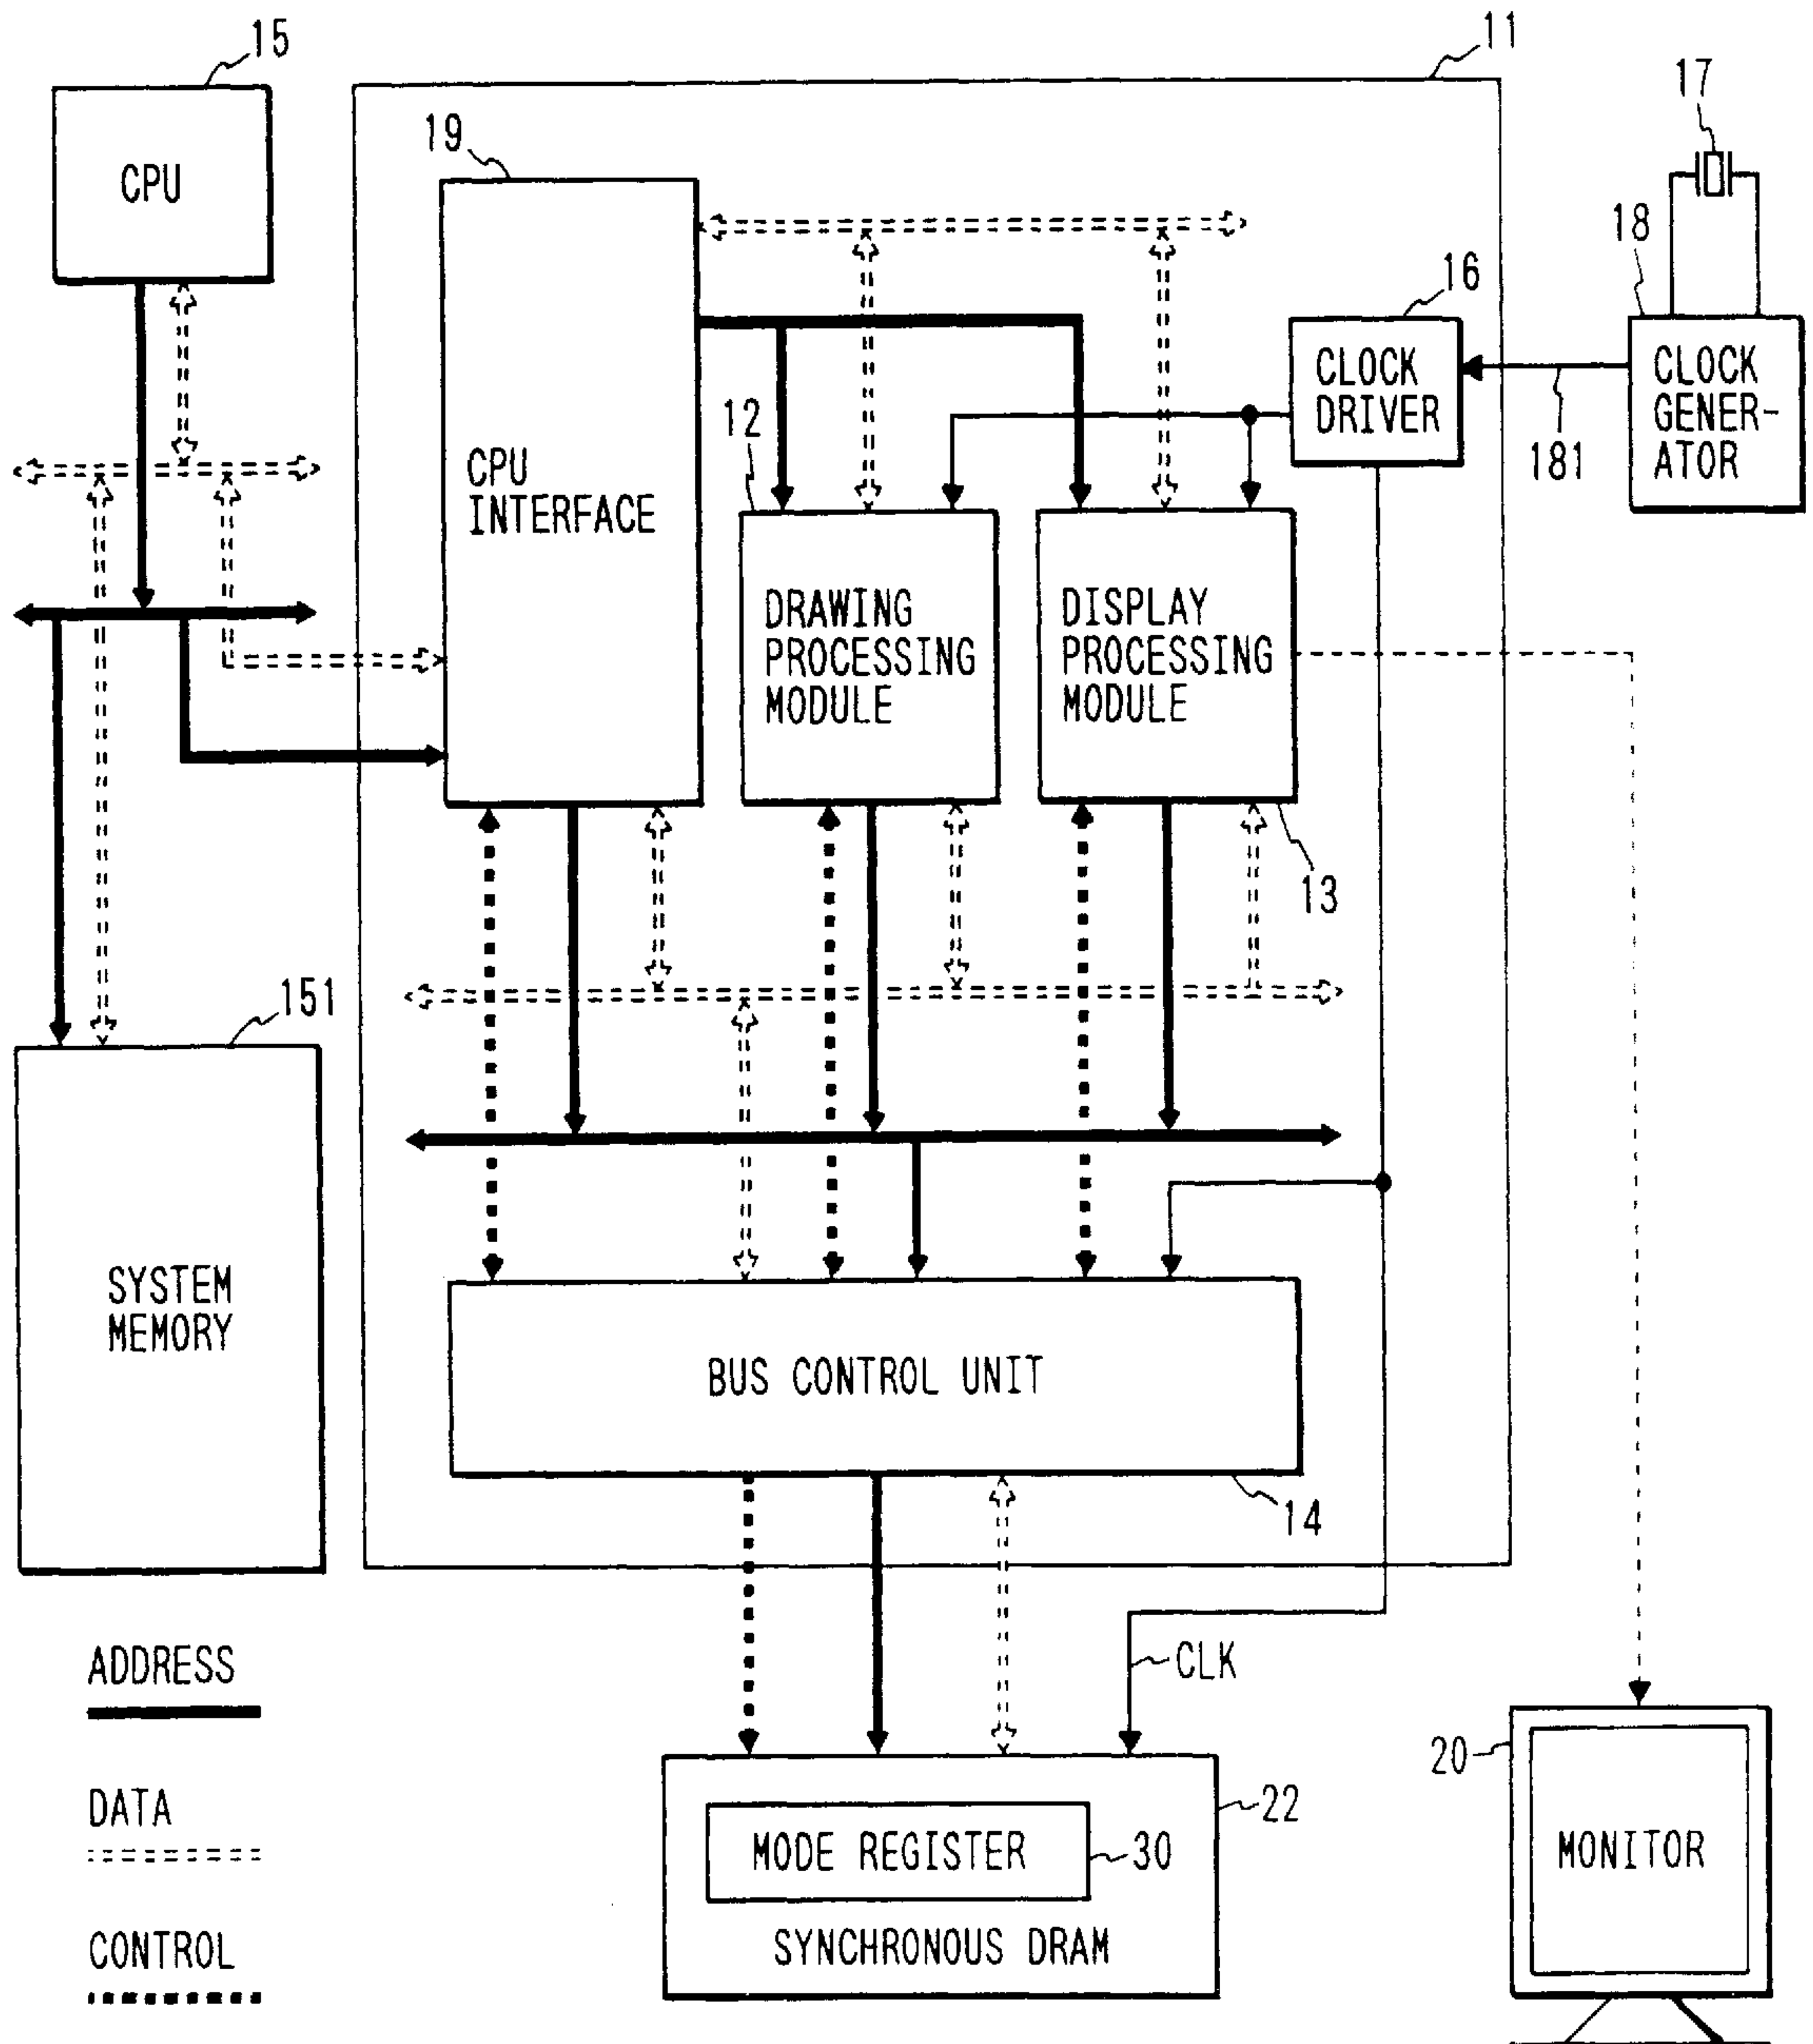 15
11
17
CPU
19
18
16
CLOCK
DRIVER
181
CLOCK
GENER-
ATOR
12
CPU
INTERFACE
DRAWING
PROCESSING
MODULE
DISPLAY
PROCESSING
MODULE
13
151
SYSTEM
MEMORY
BUS CONTROL UNIT
14
ADDRESS
CLK
DATA
20
22
MODE REGISTER
30
MONITOR
CONTROL
SYNCHRONOUS DRAM